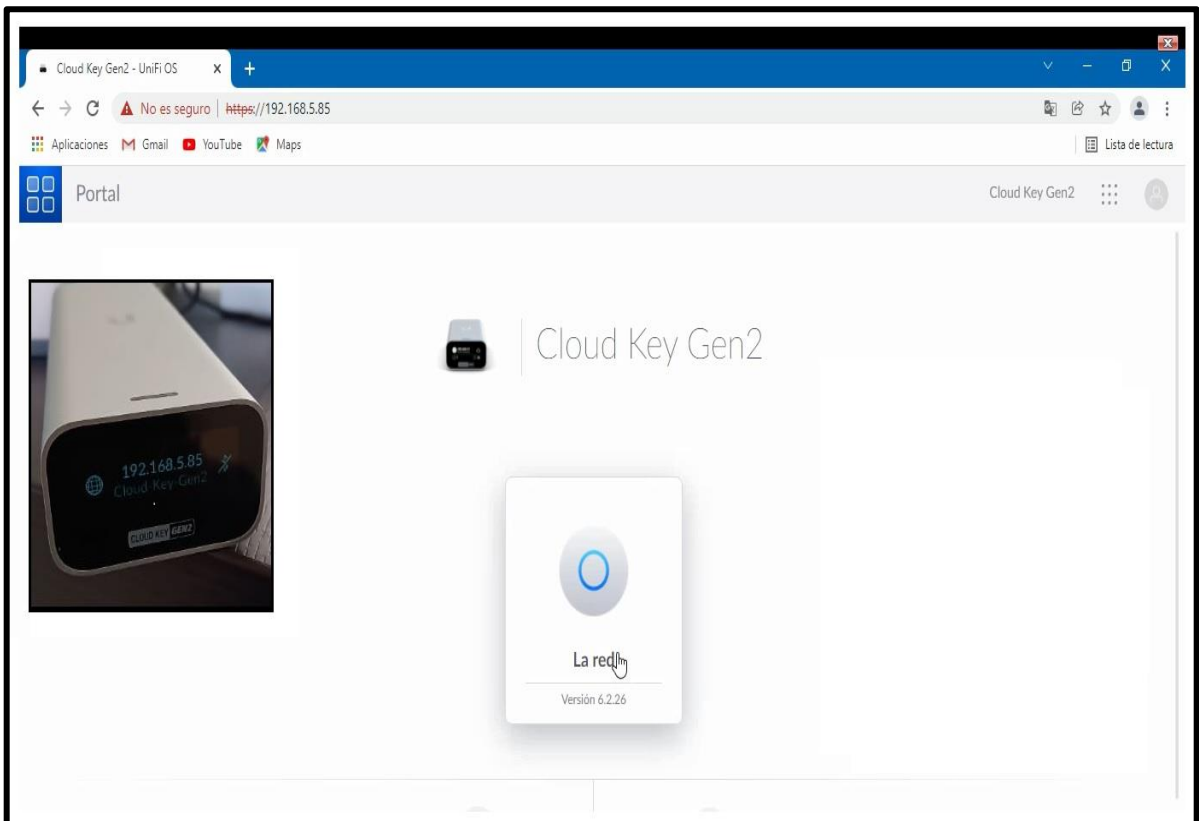 Cloud Key Gen2 - UniFi OS
No es seguro https://192.168.5.85
Aplicaciones Gmail YouTube Maps Lista de lectura
Portal Cloud Key Gen2
Cloud Key Gen2
192.168.5.85
Cloud-Key-Gen2
CLOUD KEY GEN2
La red
Versión 6.2.26